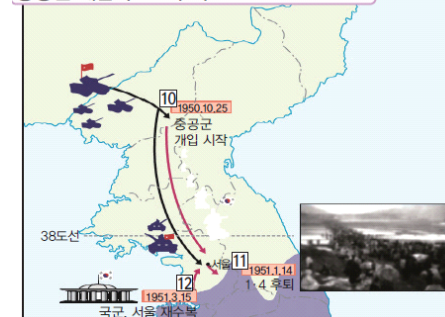 10
1950.10.25
중공군
개입 시작
38도선
서울
11
1951.1.14
1·4 후퇴
12
1951.3.15
국군, 서울 재수복